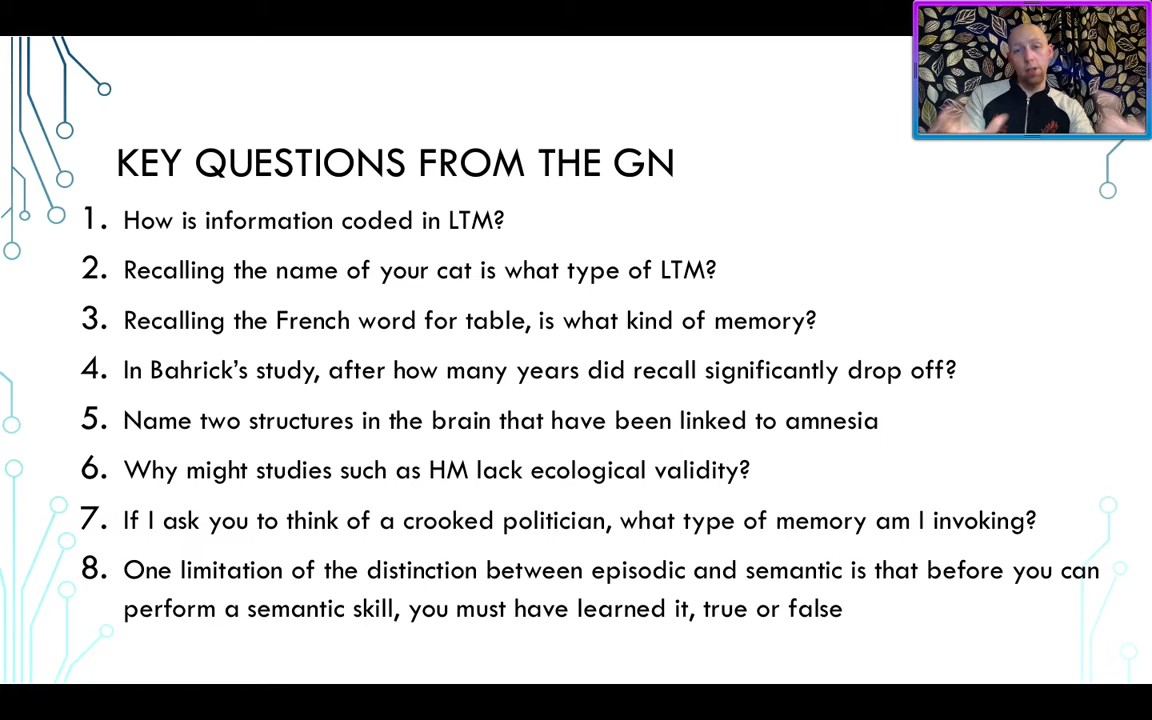 KEY QUESTIONS FROM THE GN
1. How is information coded in LTM?
2. Recalling the name of your cat is what type of LTM?
3. Recalling the French word for table, is what kind of memory?
4. In Bahrick's study, after how many years did recall significantly drop off?
5. Name two structures in the brain that have been linked to amnesia
6. Why might studies such as HM lack ecological validity?
7. If I ask you to think of a crooked politician, what type of memory am I invoking?
8. One limitation of the distinction between episodic and semantic is that before you can
perform a semantic skill, you must have learned it, true or false